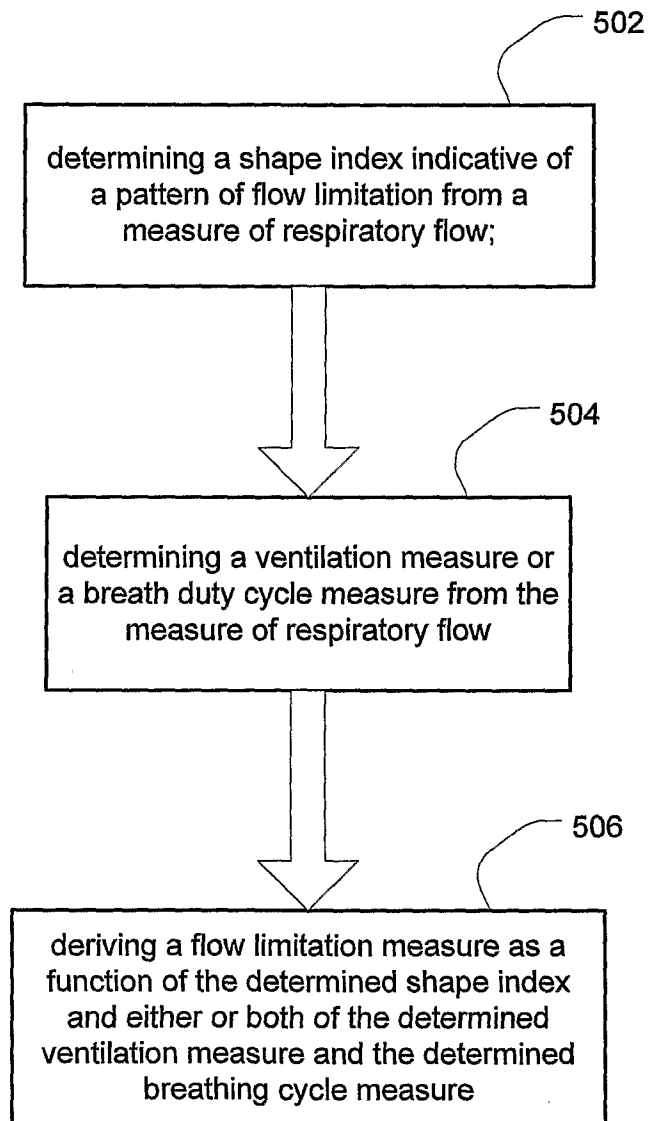 502
determining a shape index indicative of
a pattern of flow limitation from a
measure of respiratory flow;
504
determining a ventilation measure or
a breath duty cycle measure from the
measure of respiratory flow
506
deriving a flow limitation measure as a
function of the determined shape index
and either or both of the determined
ventilation measure and the determined
breathing cycle measure